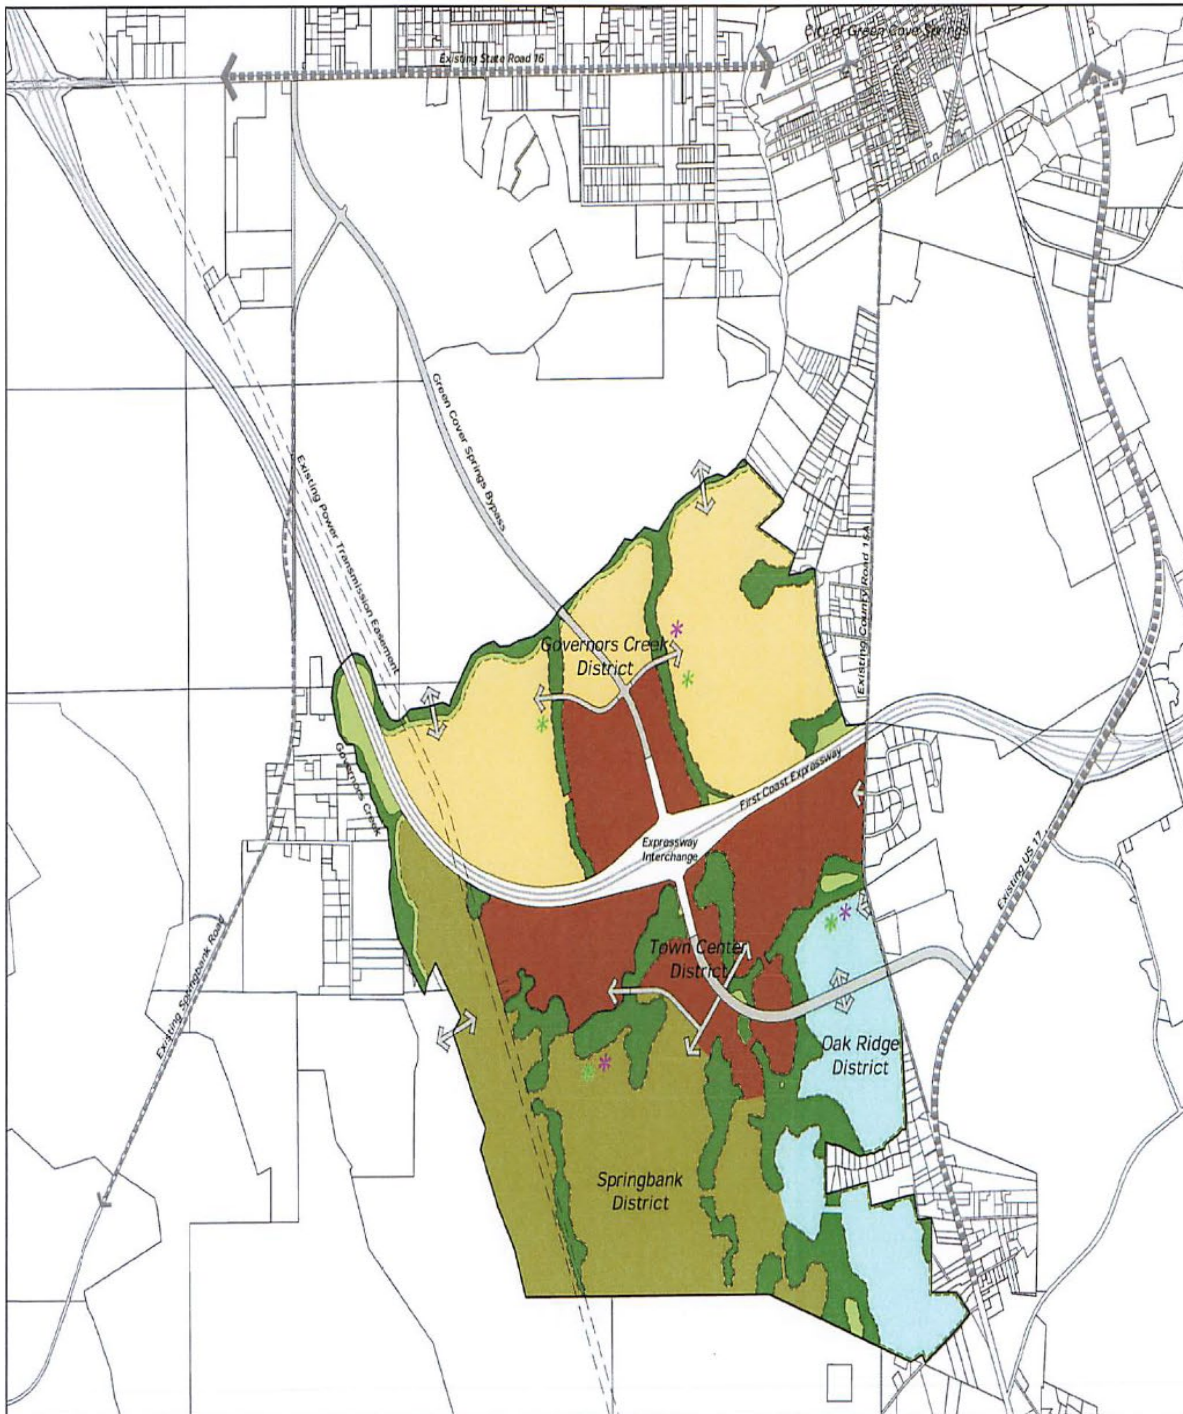 City of Green Cove Springs
Existing State Road 16
Green Cover Springs Bypass
Existing Power Transmission Easement
Existing County Road 15A
Governors Creek
District
Governors Creek
First Coast Expressway
Expressway
Interchange
Existing US 17
Existing Springbank Road
Town Center
District
Oak Ridge
District
Springbank
District